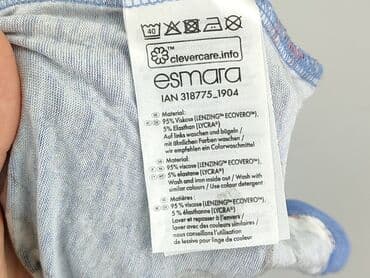 40
clevercare.info
esmara
IAN 318775_1904
Material:
95% Viskose (LENZING™ ECOVERO™),
5% Elasthan (LYCRA®)
Auf links waschen und bügeln /
mit ähnlichen Farben waschen /
wir empfehlen ein Colorwaschmittel
Material:
95% viscose (LENZING™ ECOVERO™),
5% elastane (LYCRA®)
Wash and iron inside out / Wash with
similar colours / Use colour detergent
Matières :
95 % viscose (LENZING™ ECOVERO™),
5 % élasthanne (LYCRA®)
Laver et repasser à l'envers /
laver avec des couleurs similaires /
nous conseillons l'utilisation
de lessive pour linge de couleur